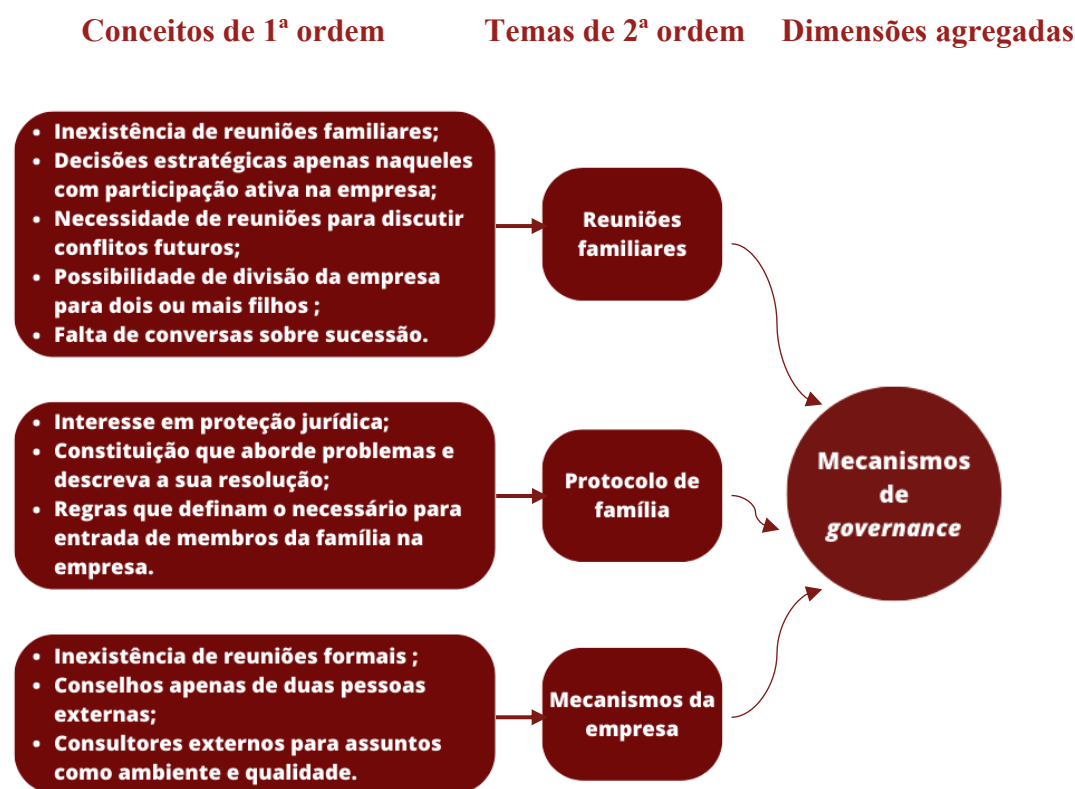 Conceitos de 1ª ordem
Temas de 2ª ordem
Dimensões agregadas
• Inexistência de reuniões familiares;
• Decisões estratégicas apenas naqueles
com participação ativa na empresa;
• Necessidade de reuniões para discutir
conflitos futuros;
• Possibilidade de divisão da empresa
para dois ou mais filhos ;
• Falta de conversas sobre sucessão.
Reuniões
familiares
• Interesse em proteção jurídica;
• Constituição que aborde problemas e
descreva a sua resolução;
• Regras que definam o necessário para
entrada de membros da família na
empresa.
Protocolo de
família
Mecanismos
de
governance
• Inexistência de reuniões formais ;
• Conselhos apenas de duas pessoas
externas;
• Consultores externos para assuntos
como ambiente e qualidade.
Mecanismos da
empresa